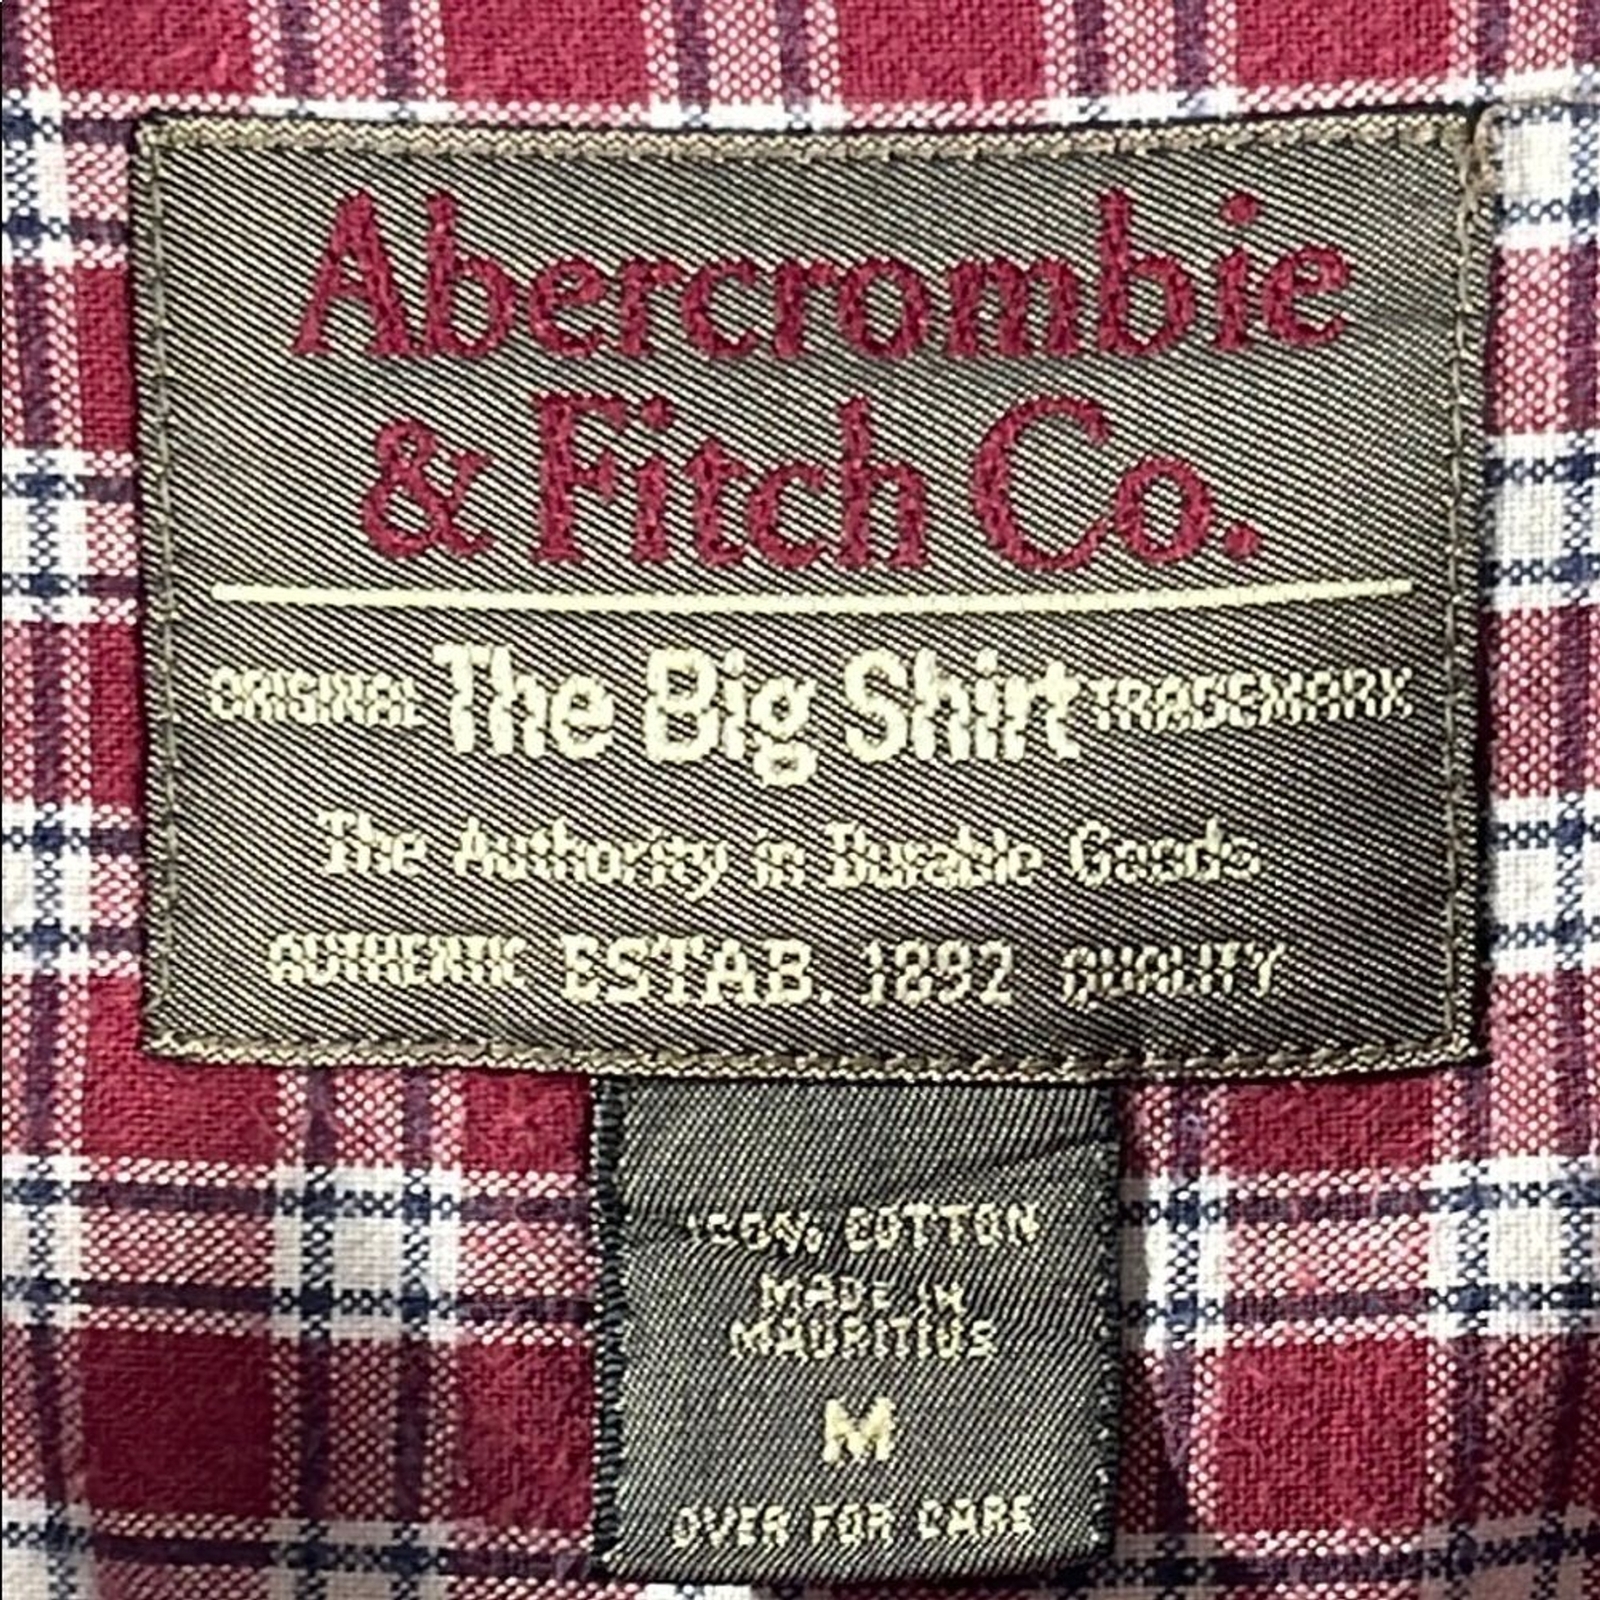 Abercrombie
& Fitch Co.
ORIGINAL The Big Shirt TRADEMARK
The Authority in Durable Goods
AUTHENTIC ESTAB. 1892 QUALITY
100% COTTON
MADE IN
MAURITIUS
M
OVER FOR CARE